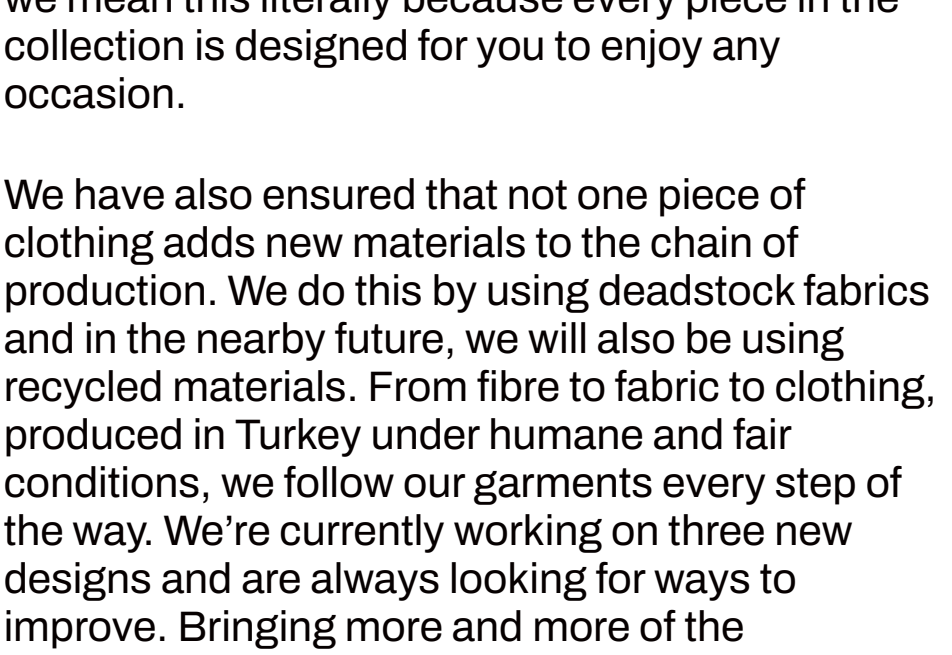 we mean this literally because every piece in the
collection is designed for you to enjoy any
occasion.
We have also ensured that not one piece of
clothing adds new materials to the chain of
production. We do this by using deadstock fabrics
and in the nearby future, we will also be using
recycled materials. From fibre to fabric to clothing,
produced in Turkey under humane and fair
conditions, we follow our garments every step of
the way. We’re currently working on three new
designs and are always looking for ways to
improve. Bringing more and more of the